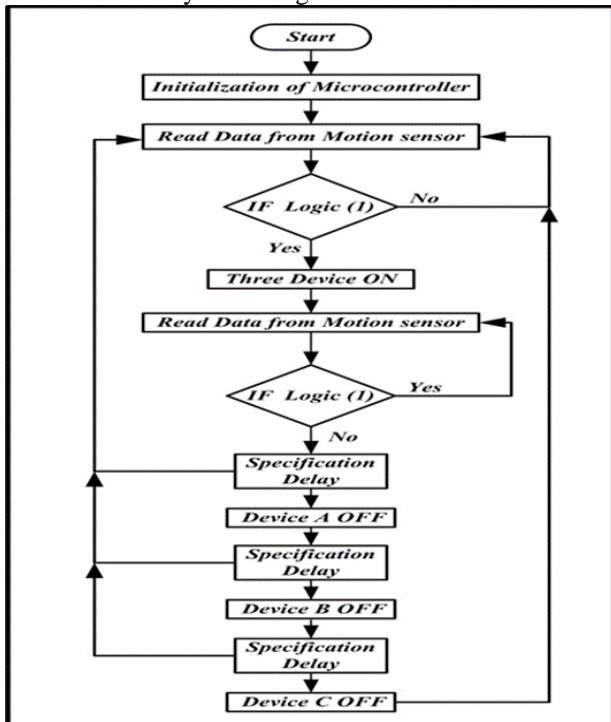 Start
Initialization of Microcontroller
Read Data from Motion sensor
IF Logic (1)
No
Yes
Three Device ON
Read Data from Motion sensor
IF Logic (1)
Yes
No
Specification
Delay
Device A OFF
Specification
Delay
Device B OFF
Specification
Delay
Device C OFF